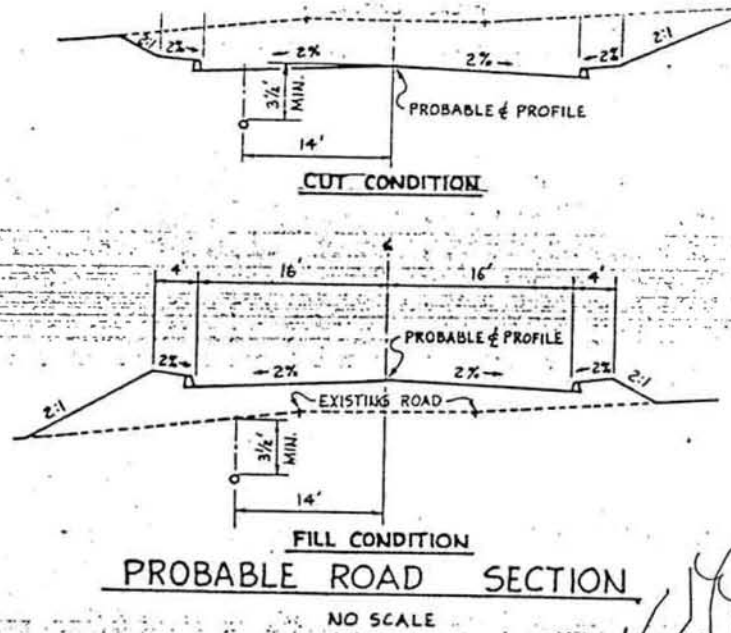 2:1 2% 2% 2% 2% 2:1
3½' MIN.
PROBABLE ℄ PROFILE
14'
CUT CONDITION
℄
4' 16' 16' 4'
PROBABLE ℄ PROFILE
2:1 2% 2% 2% 2% 2:1
EXISTING ROAD
3½' MIN.
14'
FILL CONDITION
PROBABLE ROAD SECTION
NO SCALE